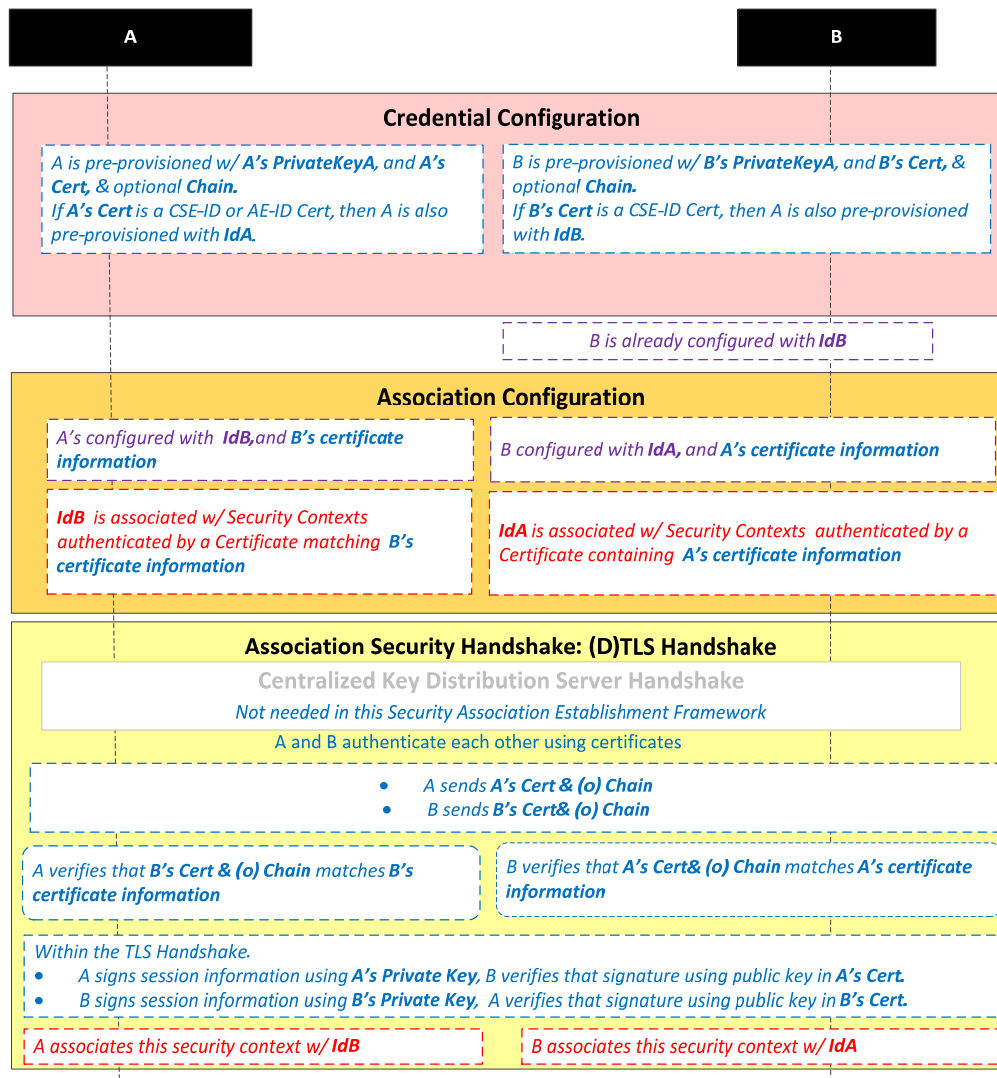 A
B
Credential Configuration
A is pre-provisioned w/ A's PrivateKeyA, and A's
Cert, & optional Chain.
If A's Cert is a CSE-ID or AE-ID Cert, then A is also
pre-provisioned with IdA.
B is pre-provisioned w/ B's PrivateKeyA, and B's Cert, &
optional Chain.
If B's Cert is a CSE-ID Cert, then A is also pre-provisioned
with IdB.
B is already configured with IdB
Association Configuration
A's configured with IdB,and B's certificate
information
B configured with IdA, and A's certificate information
IdB is associated w/ Security Contexts
authenticated by a Certificate matching B's
certificate information
IdA is associated w/ Security Contexts authenticated by a
Certificate containing A's certificate information
Association Security Handshake: (D)TLS Handshake
Centralized Key Distribution Server Handshake
Not needed in this Security Association Establishment Framework
A and B authenticate each other using certificates
• A sends A's Cert & (o) Chain
• B sends B's Cert& (o) Chain
A verifies that B's Cert & (o) Chain matches B's
certificate information
B verifies that A's Cert& (o) Chain matches A's certificate
information
Within the TLS Handshake.
• A signs session information using A's Private Key, B verifies that signature using public key in A's Cert.
• B signs session information using B's Private Key, A verifies that signature using public key in B's Cert.
A associates this security context w/ IdB
B associates this security context w/ IdA